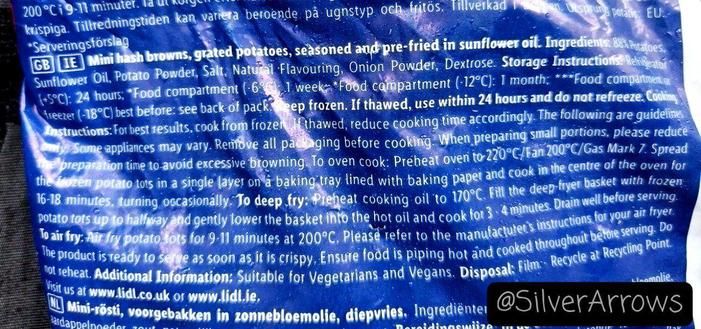 200°C i 9-11 minuter. Ta ut korgen
krispiga. Tillredningstiden kan variera beroende på ugnstyp och fritös. Tillverkad i Ursprung potatis: EU.
*Serveringsförslag
GB IE Mini hash browns, grated potatoes, seasoned and pre-fried in sunflower oil. Ingredients: 88% Potatoes,
Sunflower Oil, Potato Powder, Salt, Natural Flavouring, Onion Powder, Dextrose. Storage Instructions: Refrigerator
(+5°C): 24 hours; *Food compartment (-6°C): 1 week; **Food compartment (-12°C): 1 month; ***Food compartment or
freezer (-18°C) best before: see back of pack. Keep frozen. If thawed, use within 24 hours and do not refreeze. Cooking
Instructions: For best results, cook from frozen. If thawed, reduce cooking time accordingly. The following are guidelines
only. Some appliances may vary. Remove all packaging before cooking. When preparing small portions, please reduce
the preparation time to avoid excessive browning. To oven cook: Preheat oven to 220°C/Fan 200°C/Gas Mark 7. Spread
the frozen potato tots in a single layer on a baking tray lined with baking paper and cook in the centre of the oven for
16-18 minutes, turning occasionally. To deep fry: Preheat cooking oil to 170°C. Fill the deep-fryer basket with frozen
potato tots up to halfway and gently lower the basket into the hot oil and cook for 3 - 4 minutes. Drain well before serving.
To air fry: Air fry potato tots for 9-11 minutes at 200°C. Please refer to the manufacturer's instructions for your air fryer.
The product is ready to serve as soon as it is crispy. Ensure food is piping hot and cooked throughout before serving. Do
not reheat. Additional Information: Suitable for Vegetarians and Vegans. Disposal: Film - Recycle at Recycling Point.
Visit us at www.lidl.co.uk or www.lidl.ie.
NL Mini-rösti, voorgebakken in zonnebloemolie, diepvries. Ingrediënten
@SilverArrows